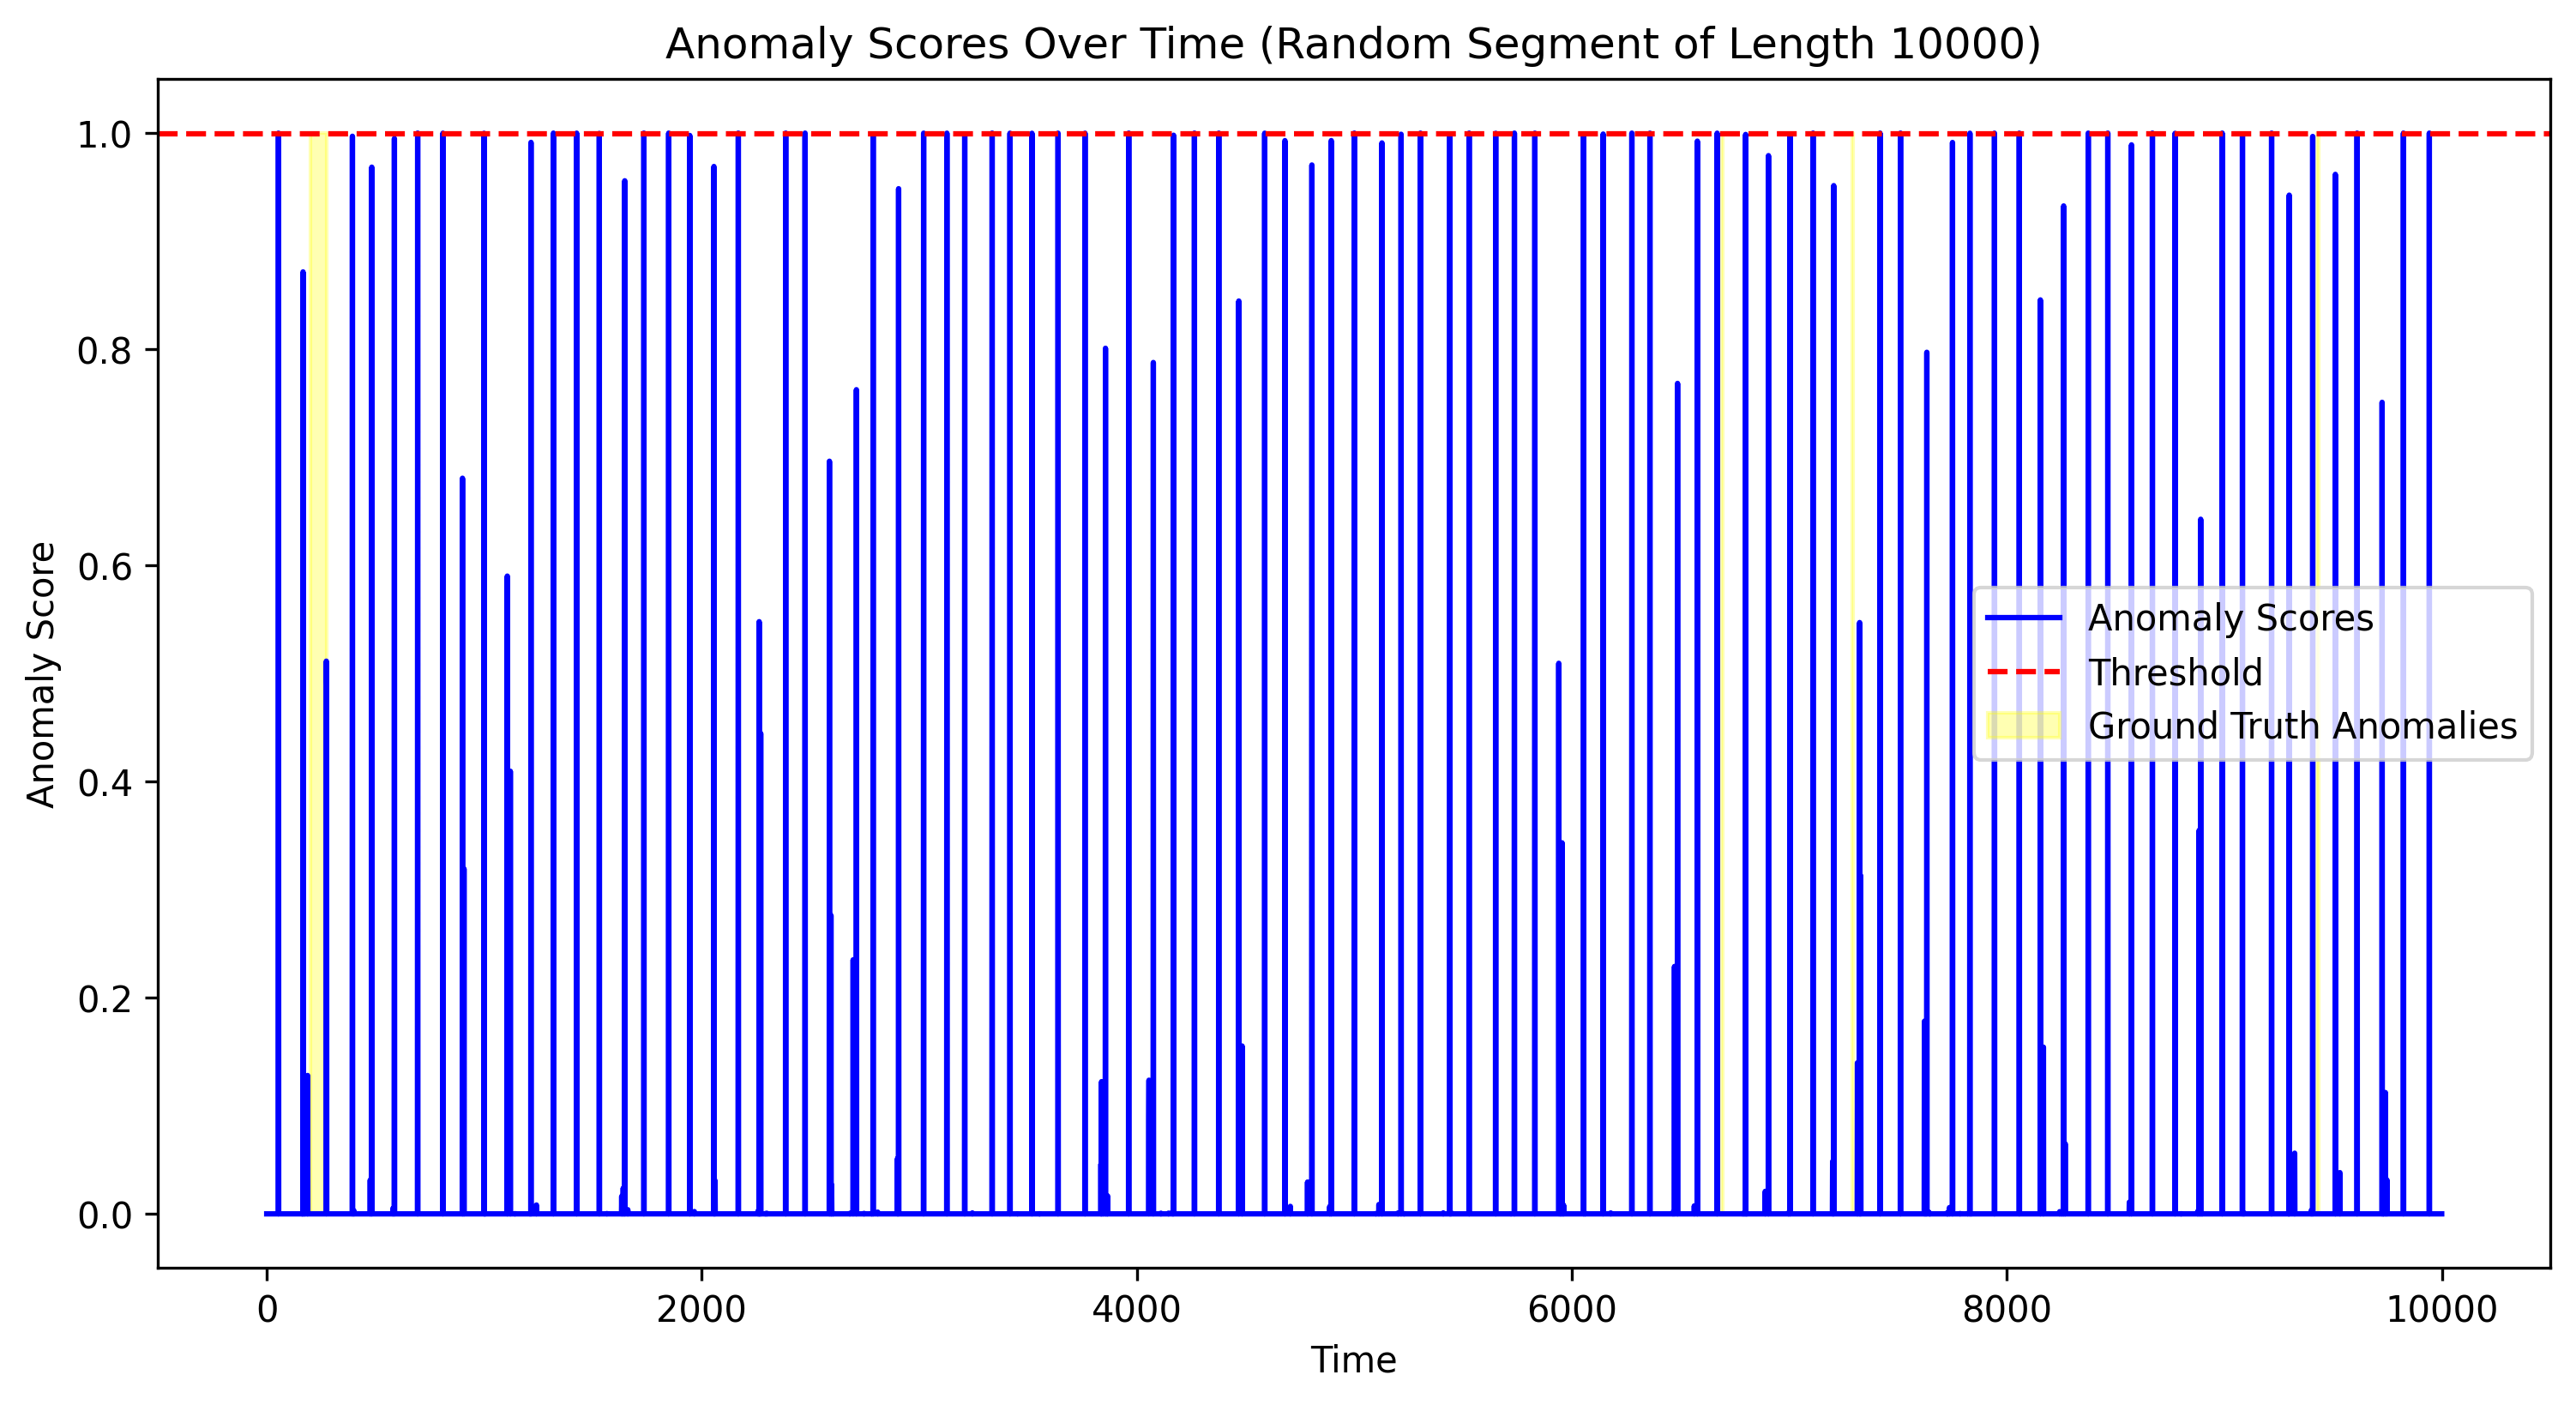 Anomaly Scores Over Time (Random Segment of Length 10000)
1.0
0.8
0.6
0.4
0.2
0.0
Anomaly Score
Anomaly Scores
Threshold
Ground Truth Anomalies
0 2000 4000 6000 8000 10000
Time